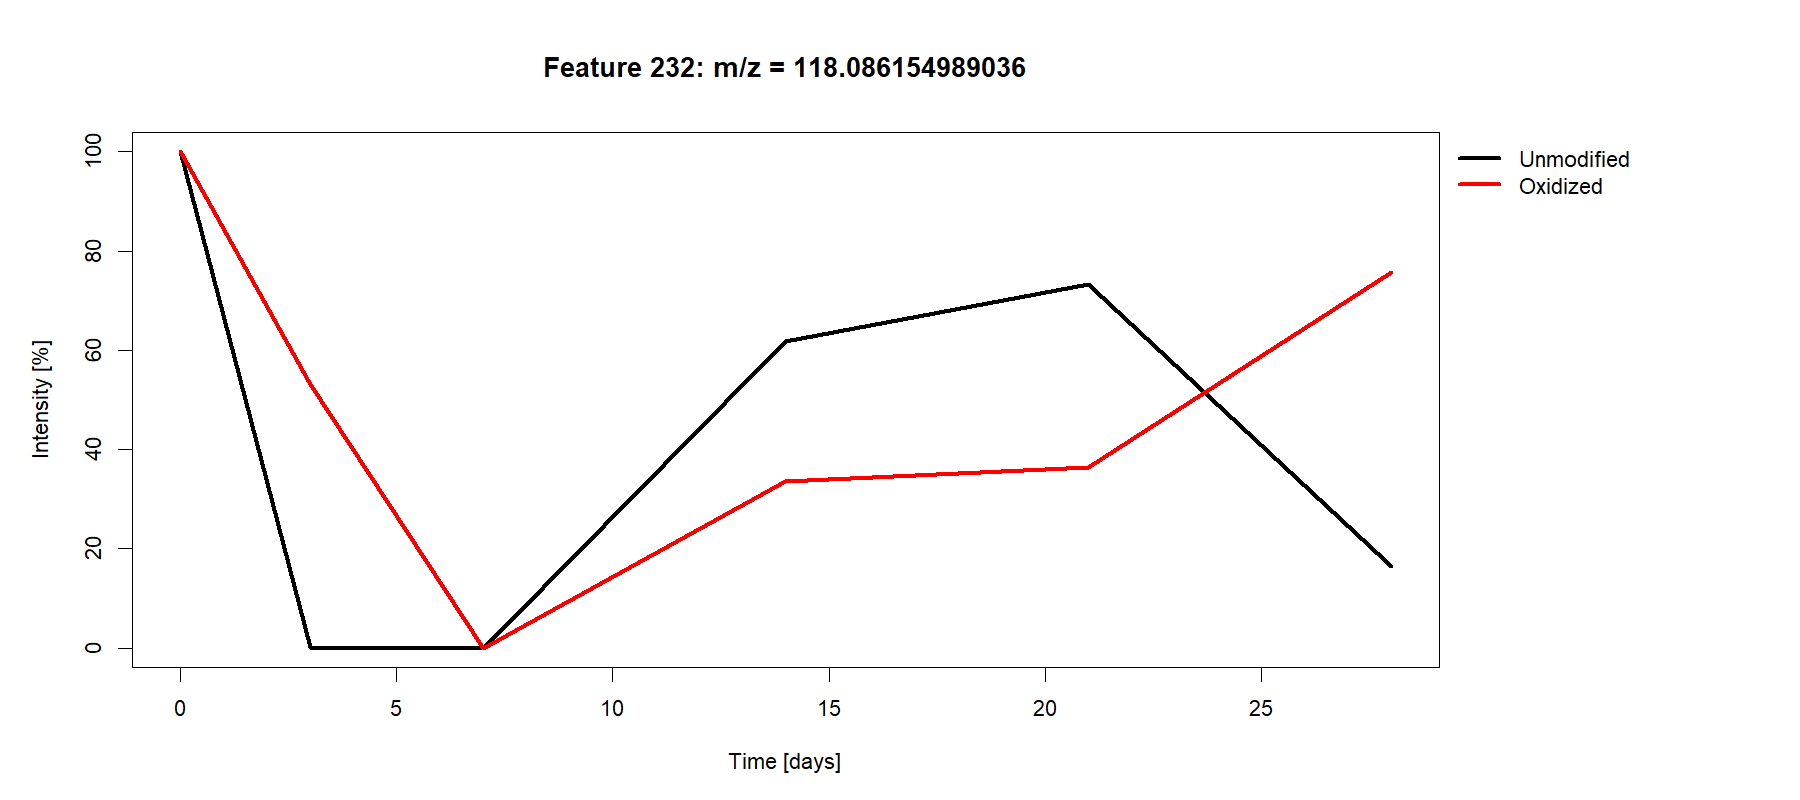 Feature 232: m/z = 118.086154989036
Unmodified
Oxidized
100
80
60
40
20
0
Intensity [%]
0 5 10 15 20 25
Time [days]